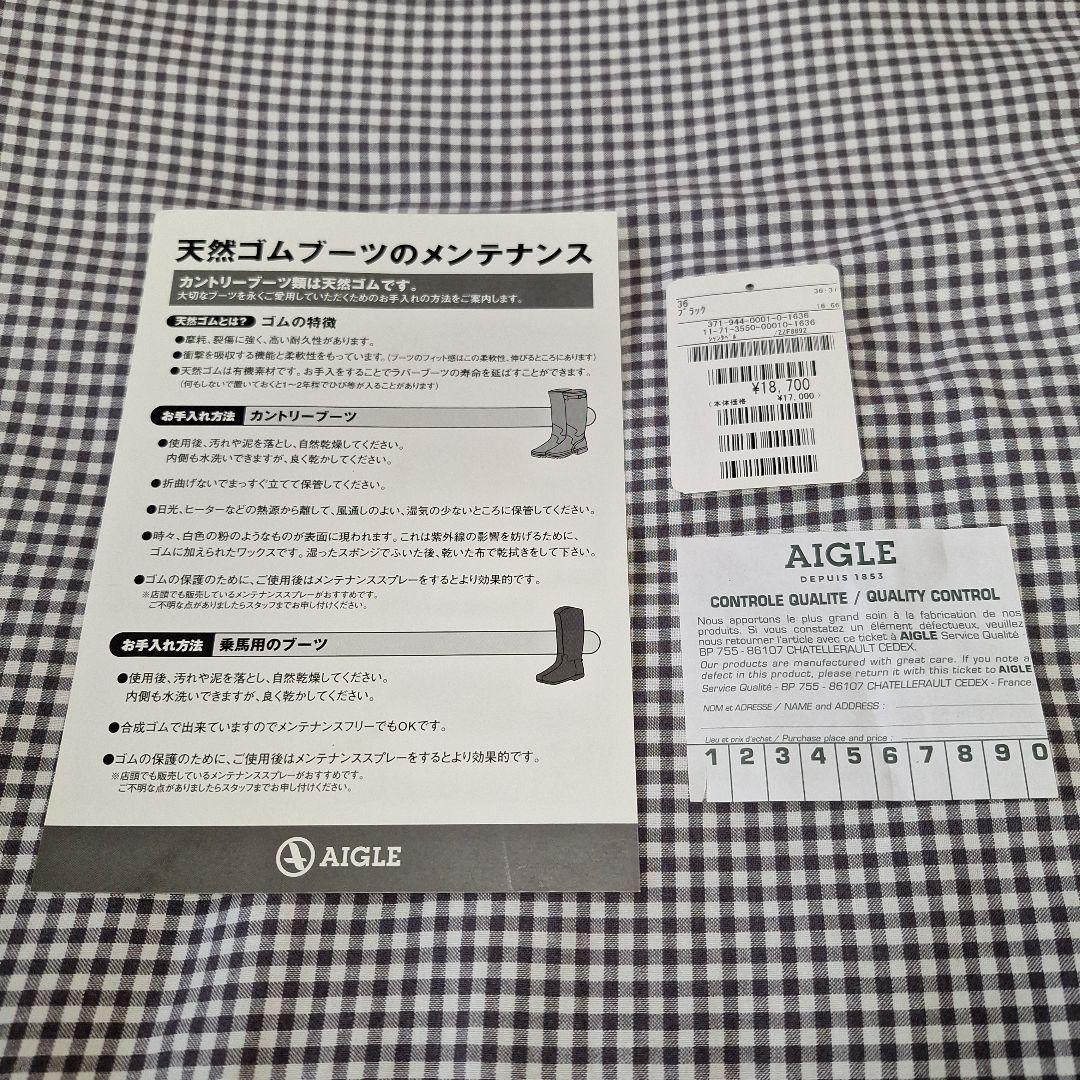 天然ゴムブーツのメンテナンス
カントリーブーツ類は天然ゴムです。
大切なブーツを永くご愛用していただくためのお手入れの方法をご案内します。
天然ゴムとは? ゴムの特徴
●摩耗、裂傷に強く、高い耐久性があります。
●衝撃を吸収する機能と柔軟性をもっています。(ブーツのフィット感はこの柔軟性、伸びるところにあります)
●天然ゴムは有機素材です。お手入をすることでラバーブーツの寿命を延ばすことができます。
(何もしないで置いておくと1〜2年程でひび等が入ることがあります)
お手入れ方法 カントリーブーツ
●使用後、汚れや泥を落とし、自然乾燥してください。
内側も水洗いできますが、良く乾かしてください。
●折曲げないでまっすぐ立てて保管してください。
●日光、ヒーターなどの熱源から離して、風通しのよい、湿気の少ないところに保管してください。
●時々、白色の粉のようなものが表面に現われます。これは紫外線の影響を妨げるために、
ゴムに加えられたワックスです。湿ったスポンジでふいた後、乾いた布で乾拭きをして下さい。
●ゴムの保護のために、ご使用後はメンテナンススプレーをするとより効果的です。
※店頭でも販売しているメンテナンススプレーがおすすめです。
ご不明な点がありましたらスタッフまでお申し付けください。
お手入れ方法 乗馬用のブーツ
●使用後、汚れや泥を落とし、自然乾燥してください。
内側も水洗いできますが、良く乾かしてください。
●合成ゴムで出来ていますのでメンテナンスフリーでもOKです。
●ゴムの保護のために、ご使用後はメンテナンススプレーをするとより効果的です。
※店頭でも販売しているメンテナンススプレーがおすすめです。
ご不明な点がありましたらスタッフまでお申し付けください。
AIGLE
36
ブラック
371-944-0001-0-1636
11-71-3550-00010-1636
シャンタベル /ZZF8892
¥18,700
(本体価格 ¥17,000)
AIGLE
DEPUIS 1853
CONTROLE QUALITE / QUALITY CONTROL
Nous apportons le plus grand soin à la fabrication de nos
produits. Si vous constatez un élément défectueux, veuillez
nous retourner l'article avec ce ticket à AIGLE Service Qualité -
BP 755 - 86107 CHATELLERAULT CEDEX.
Our products are manufactured with great care. If you note a
defect in this product, please return it with this ticket to AIGLE
Service Qualité - BP 755 - 86107 CHATELLERAULT CEDEX - France.
NOM et ADRESSE / NAME and ADDRESS :
Lieu et prix d'achat / Purchase place and price :
1 2 3 4 5 6 7 8 9 0